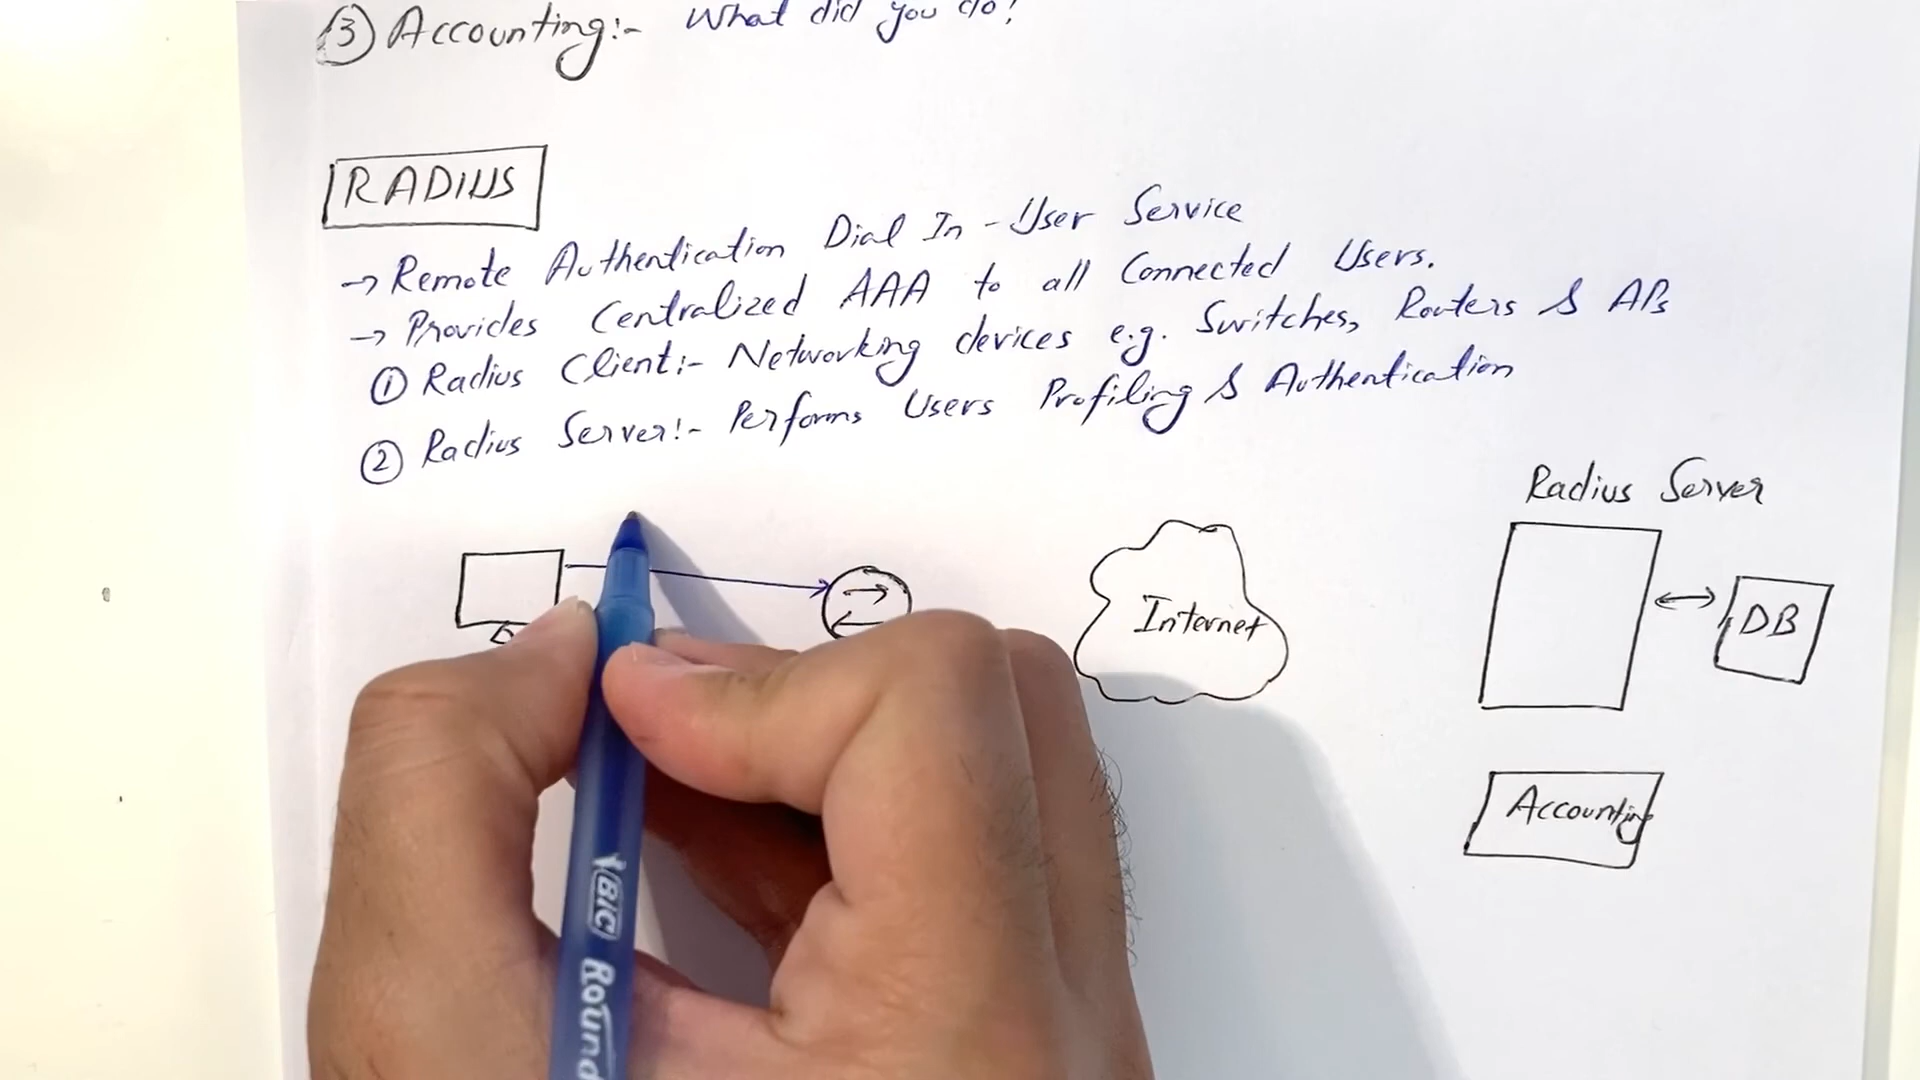 ③ Accounting:- What did you do?
RADIUS
→ Remote Authentication Dial In-User Service
→ Provides Centralized AAA to all Connected Users.
① Radius Client:- Networking devices e.g. Switches, Routers & APs
② Radius Server:- Performs Users Profiling & Authentication
Radius Server
Internet
DB
Accounting
BIC Round